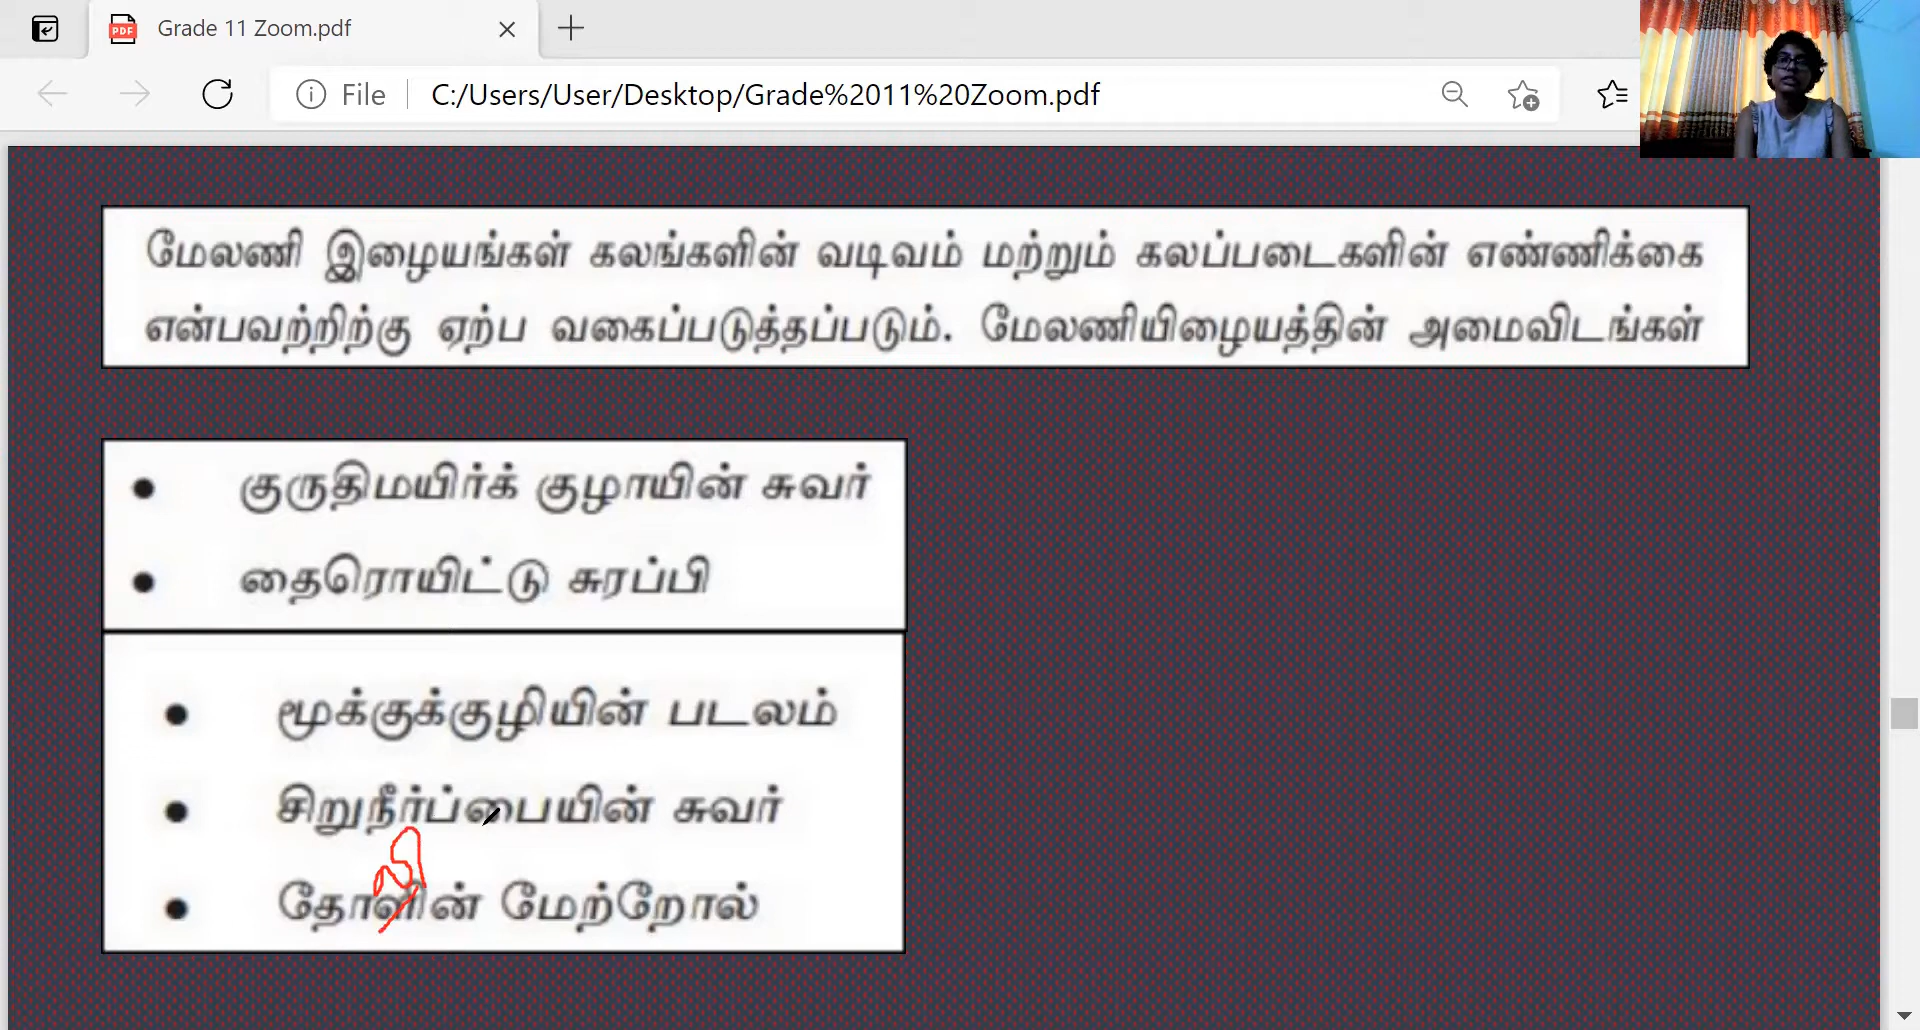 Grade 11 Zoom.pdf
File C:/Users/User/Desktop/Grade%2011%20Zoom.pdf
மேலணி இழையங்கள் கலங்களின் வடிவம் மற்றும் கலப்படைகளின் எண்ணிக்கை
என்பவற்றிற்கு ஏற்ப வகைப்படுத்தப்படும். மேலணியிழையத்தின் அமைவிடங்கள்
• குருதிமயிர்க் குழாயின் சுவர்
• தைரொயிட்டு சுரப்பி
• மூக்குக்குழியின் படலம்
• சிறுநீர்ப்பையின் சுவர்
லி
• தோளின் மேற்றோல்